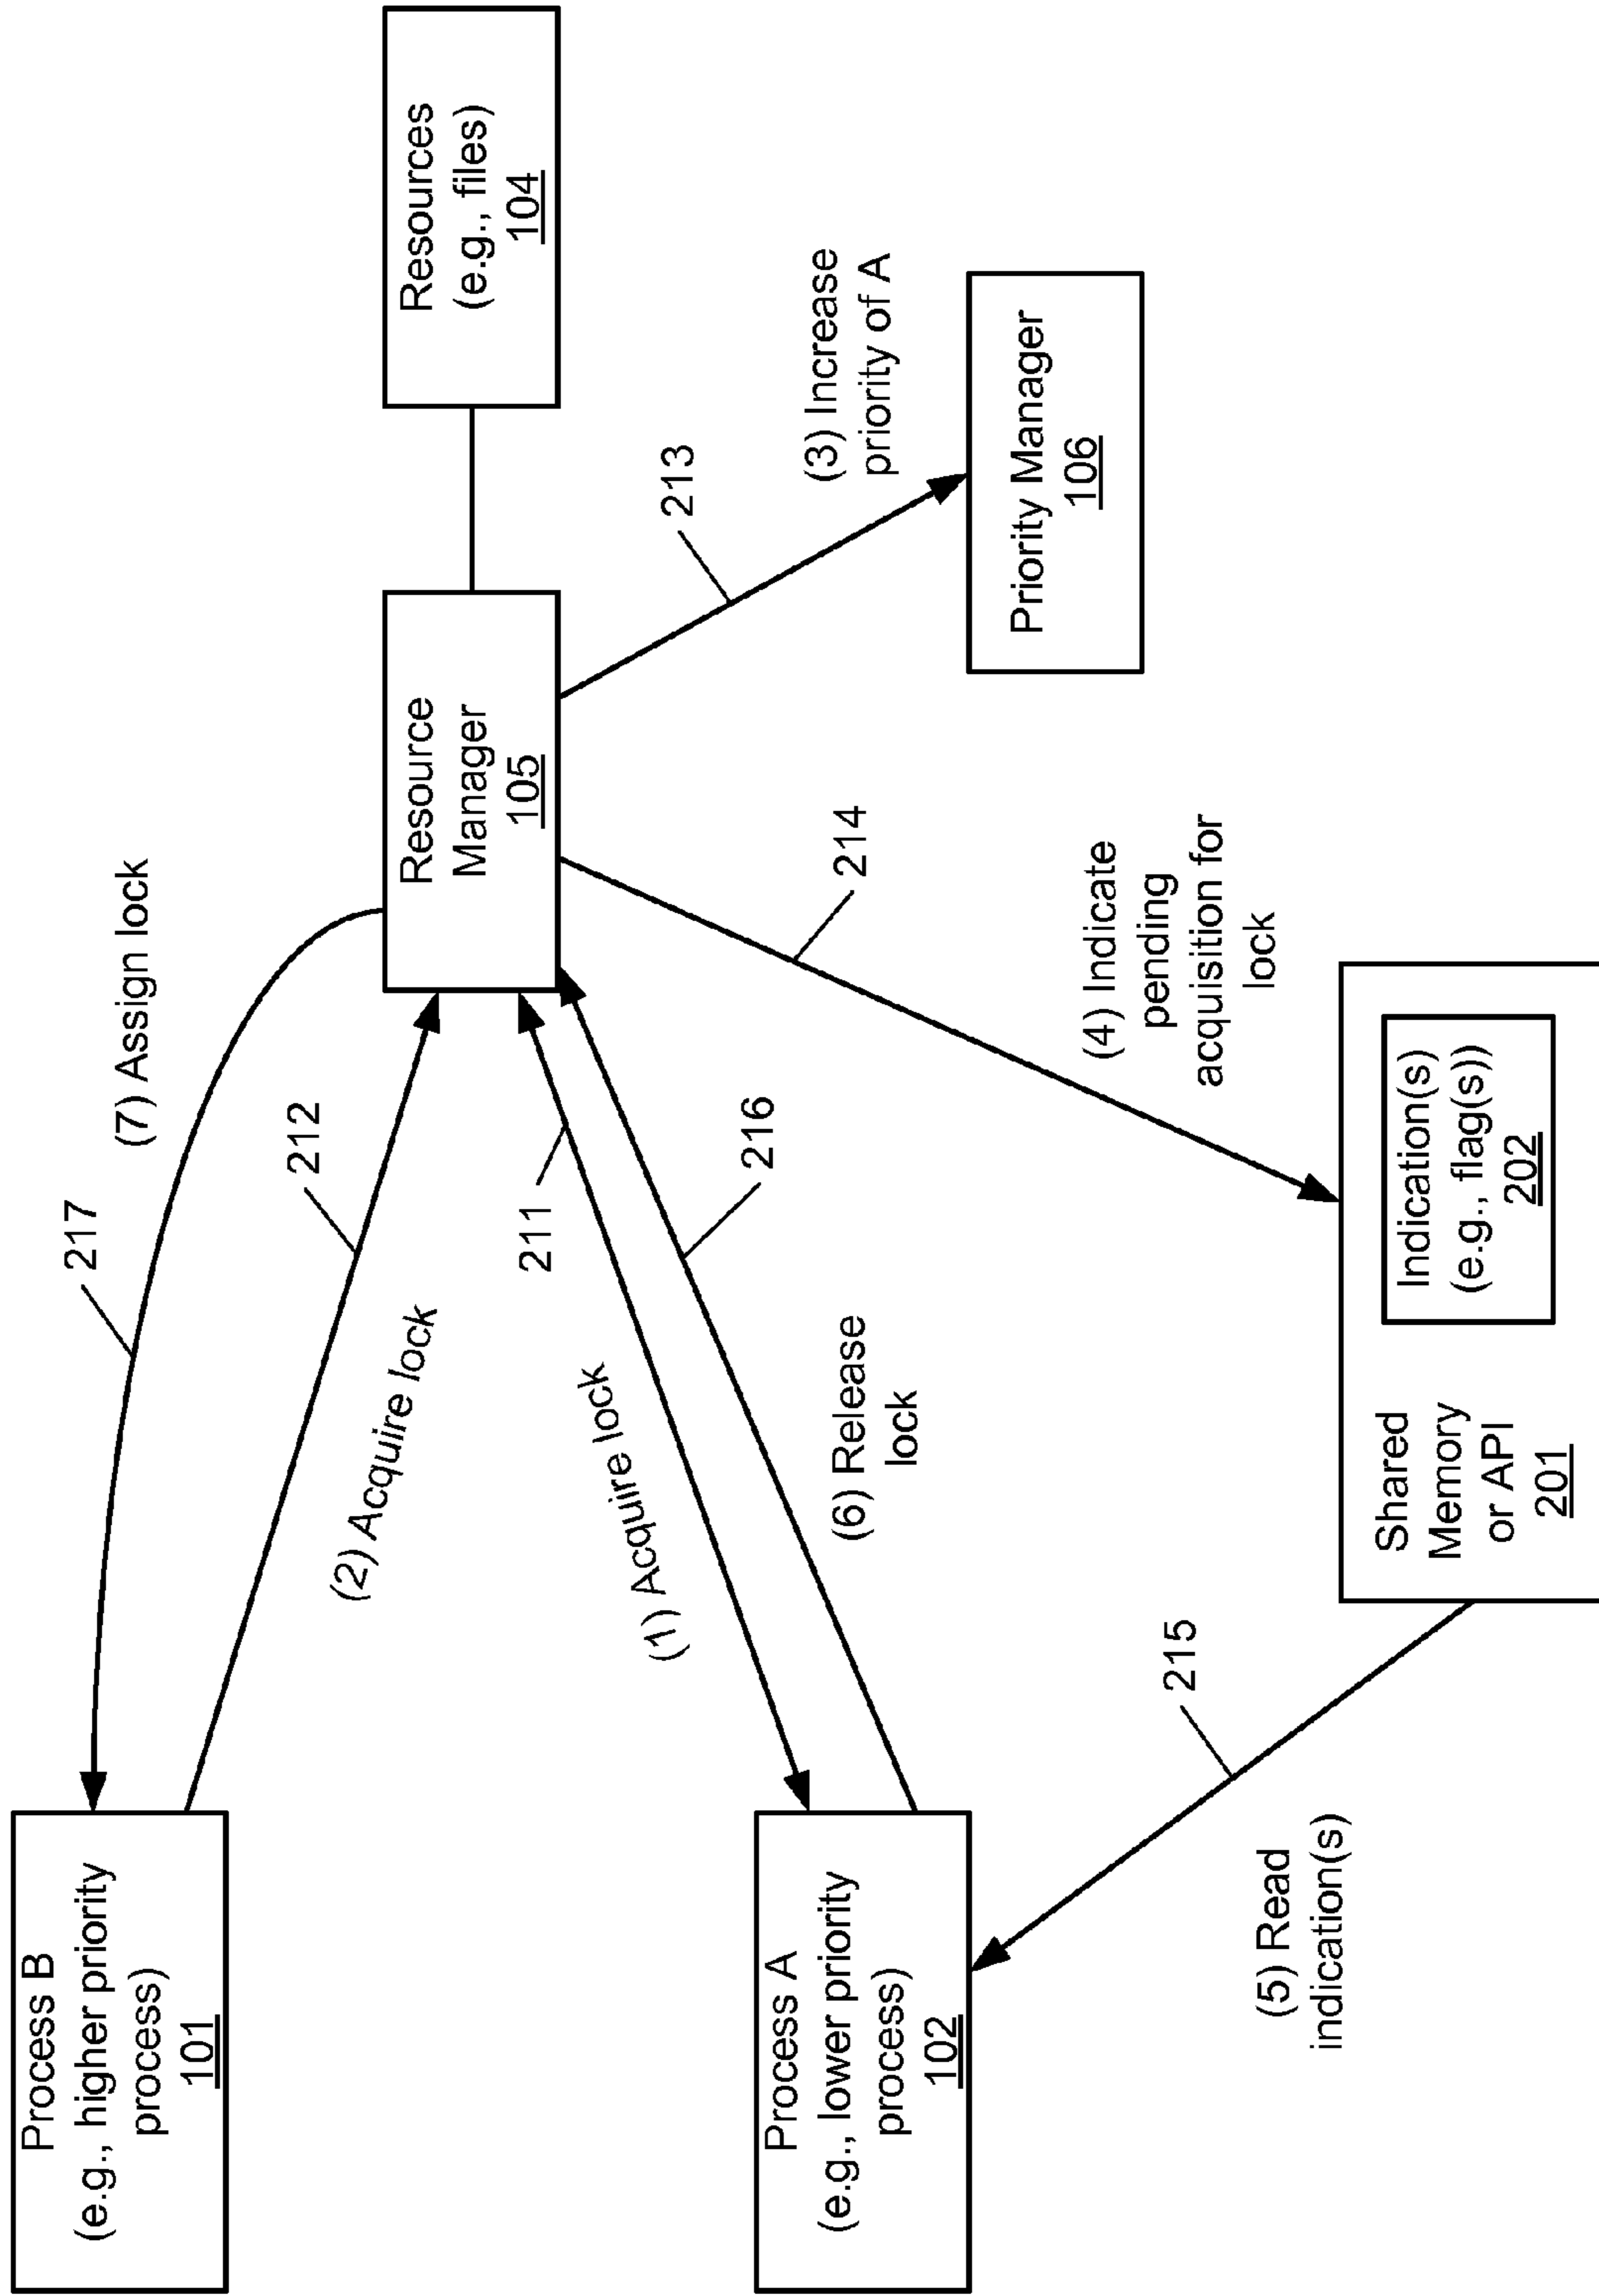 Process B
(e.g., higher priority
process)
101
217
(7) Assign lock
212
(2) Acquire lock
Resource
Manager
105
Resources
(e.g., files)
104
211
(1) Acquire lock
213
(3) Increase
priority of A
216
(6) Release
lock
Process A
(e.g., lower priority
process)
102
214
(4) Indicate
pending
acquisition for
lock
Priority Manager
106
215
(5) Read
indication(s)
Shared
Memory
or API
201
Indication(s)
(e.g., flag(s))
202